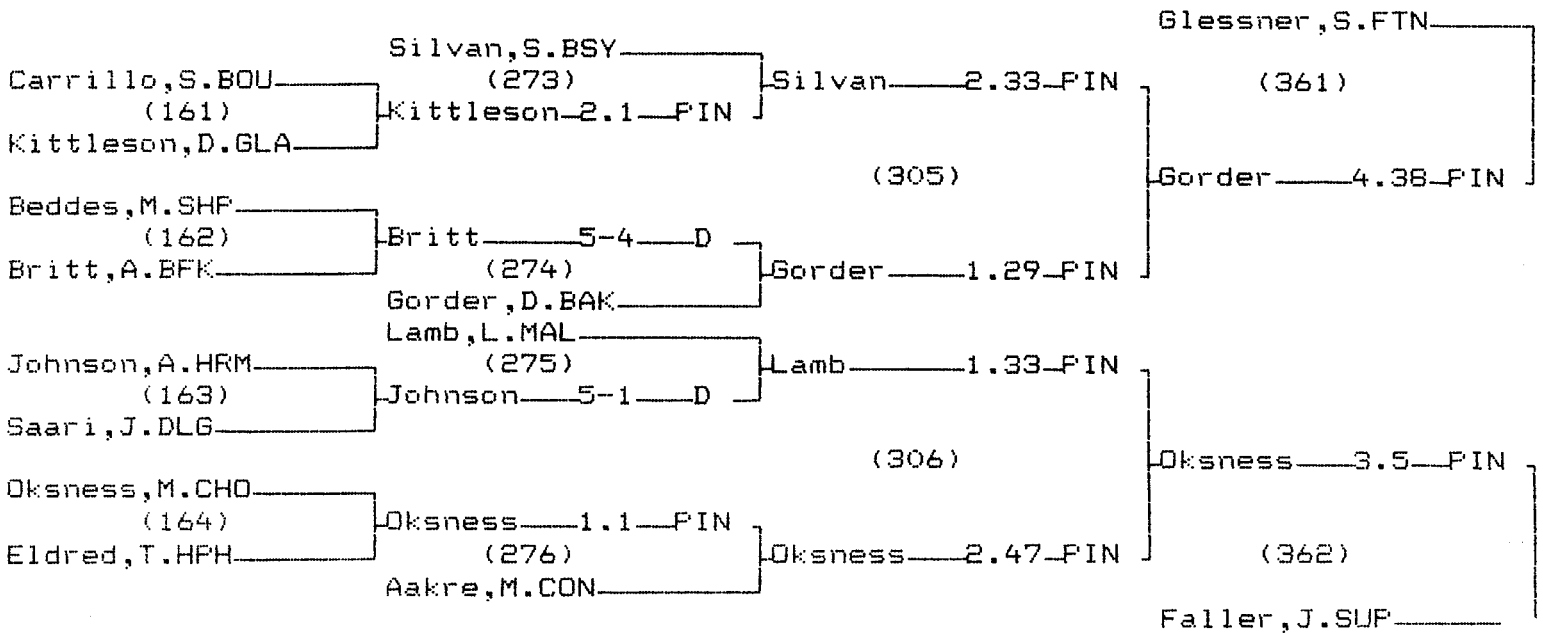 Glessner,S.FTN
Silvan,S.BSY
Carrillo,S.BOU (273) Silvan 2.33 PIN (361)
(161) Kittleson 2.1 PIN
Kittleson,D.GLA
(305) Gorder 4.38 PIN
Beddes,M.SHP
(162) Britt 5-4 D
Britt,A.BFK (274) Gorder 1.29 PIN
Gorder,D.BAK
Lamb,L.MAL
Johnson,A.HRM (275) Lamb 1.33 PIN
(163) Johnson 5-1 D
Saari,J.DLG
(306) Oksness 3.5 PIN
Oksness,M.CHO
(164) Oksness 1.1 PIN
Eldred,T.HPH (276) Oksness 2.47 PIN (362)
Aakre,M.CON
Faller,J.SUP